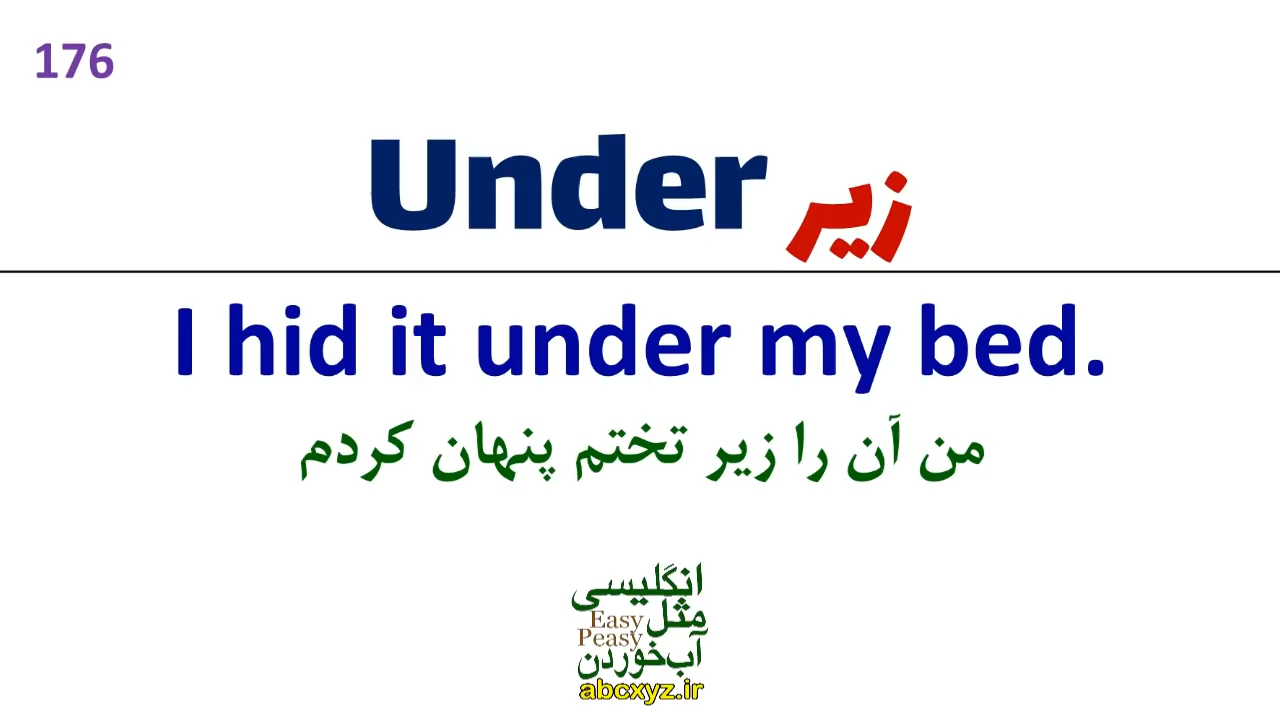 176
Under زیر
I hid it under my bed.
من آن را زیر تختم پنهان کردم
انگلیسی
مثل
Easy
Peasy
آب‌خوردن
abcxyz.ir